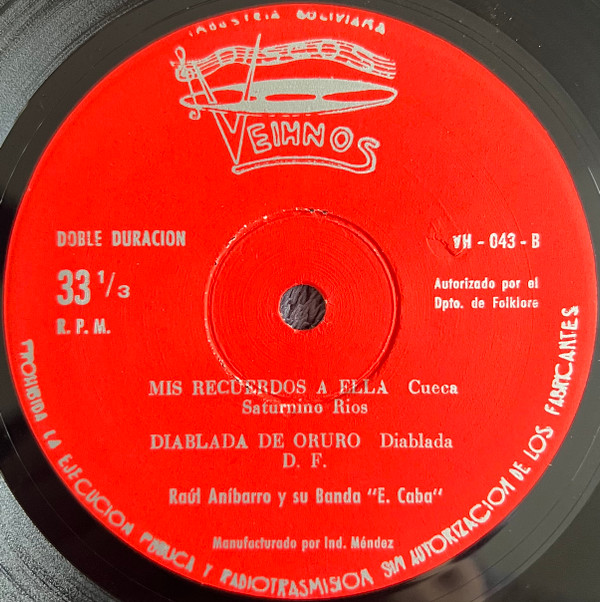 INDUSTRIA BOLIVIANA
VEIHNOS
DOBLE DURACION
33 1/3
R. P. M.
VH - 043 - B
Autorizado por el
Dpto. de Folklore
MIS RECUERDOS A ELLA Cueca
Saturnino Rios
DIABLADA DE ORURO Diablada
D. F.
Raúl Aníbarro y su Banda "E. Caba"
Manufacturado por Ind. Méndez
PROHIBIDA LA EJECUCION PUBLICA Y RADIOTRASMISION SIN AUTORIZACION DE LOS FABRICANTES